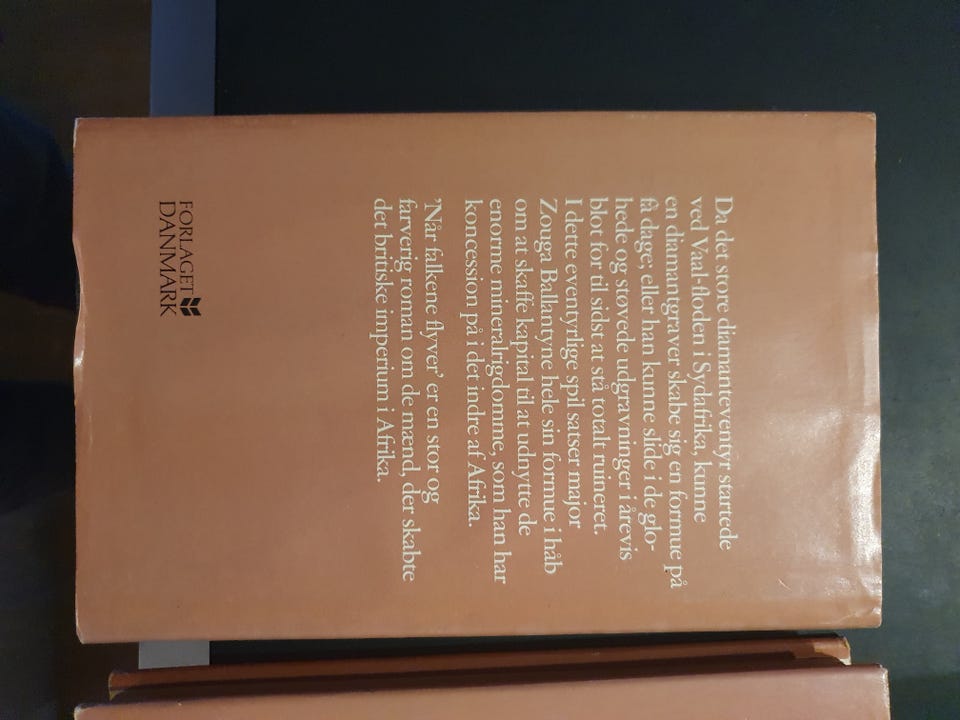 Da det store diamanteventyr startede
ved Vaal-floden i Sydafrika, kunne
en diamantgraver skabe sig en formue på
få dage; eller han kunne slide i de glo-
hede og støvede udgravninger i årevis
blot for til sidst at stå totalt ruineret.
I dette eventyrlige spil satser major
Zouga Ballantyne hele sin formue i håb
om at skaffe kapital til at udnytte de
enorme mineralrigdomme, som han har
koncession på i det indre af Afrika.
'Når falkene flyver' er en stor og
farverig roman om de mænd, der skabte
det britiske imperium i Afrika.
FORLAGET
DANMARK